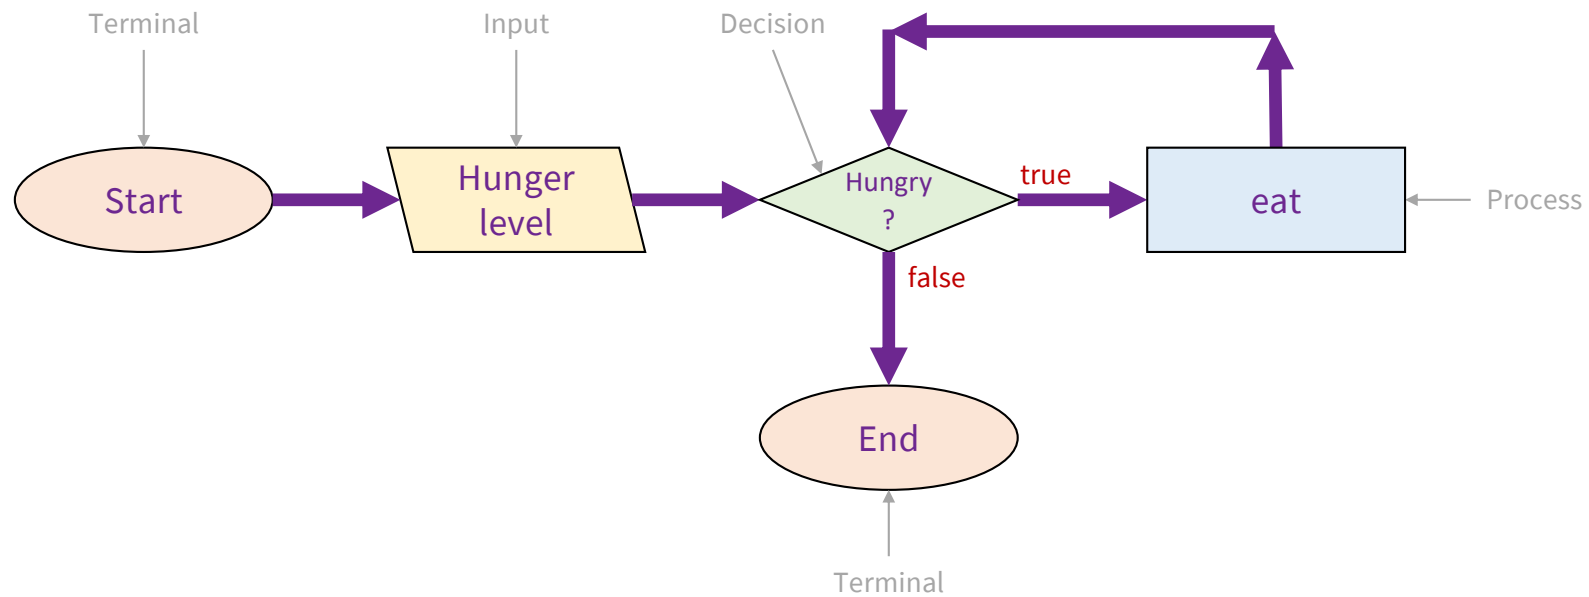 Terminal
Input
Decision
Start
Hunger
level
Hungry
?
true
eat
Process
false
End
Terminal